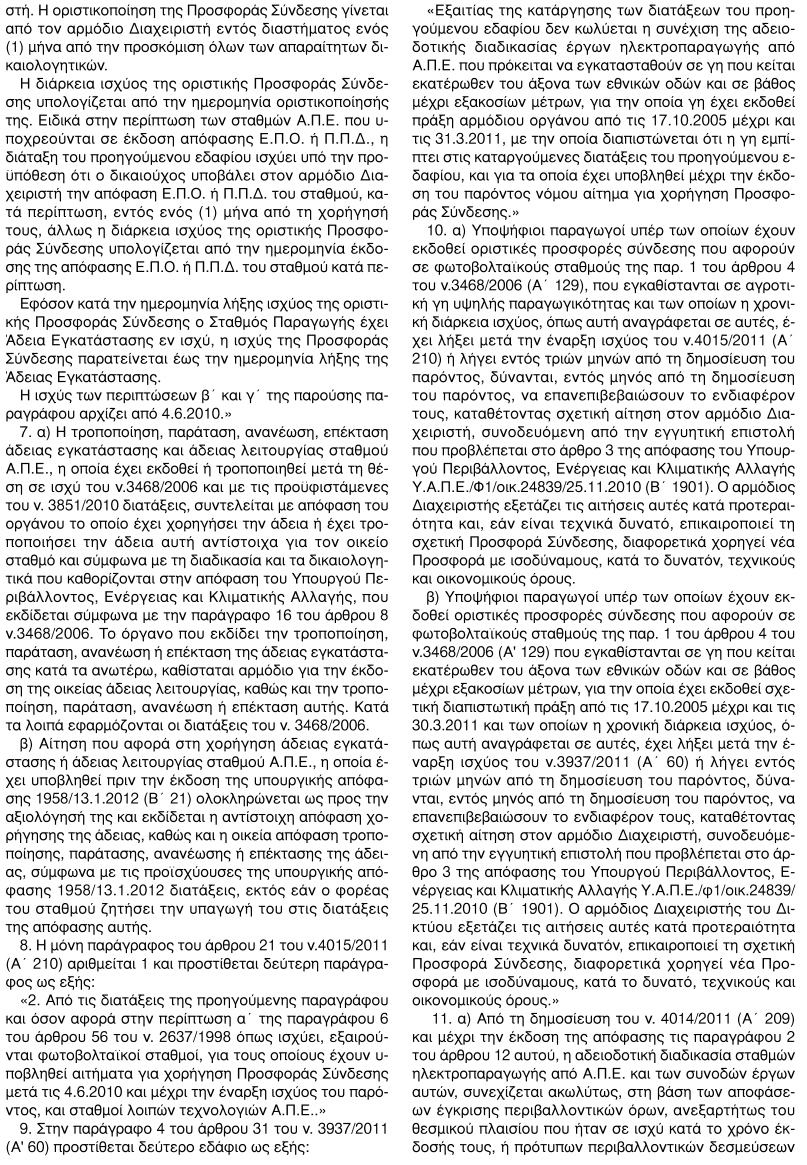 στή. Η οριστικοποίηση της Προσφοράς Σύνδεσης γίνεται
από τον αρμόδιο Διαχειριστή εντός διαστήματος ενός
(1) μήνα από την προσκόμιση όλων των απαραίτητων δι-
καιολογητικών.
Η διάρκεια ισχύος της οριστικής Προσφοράς Σύνδε-
σης υπολογίζεται από την ημερομηνία οριστικοποίησής
της. Ειδικά στην περίπτωση των σταθμών Α.Π.Ε. που υ-
ποχρεούνται σε έκδοση απόφασης Ε.Π.Ο. ή Π.Π.Δ., η
διάταξη του προηγούμενου εδαφίου ισχύει υπό την προ-
ϋπόθεση ότι ο δικαιούχος υποβάλει στον αρμόδιο Δια-
χειριστή την απόφαση Ε.Π.Ο. ή Π.Π.Δ. του σταθμού, κα-
τά περίπτωση, εντός ενός (1) μήνα από τη χορήγησή
τους, άλλως η διάρκεια ισχύος της οριστικής Προσφο-
ράς Σύνδεσης υπολογίζεται από την ημερομηνία έκδο-
σης της απόφασης Ε.Π.Ο. ή Π.Π.Δ. του σταθμού κατά πε-
ρίπτωση.
Εφόσον κατά την ημερομηνία λήξης ισχύος της οριστι-
κής Προσφοράς Σύνδεσης ο Σταθμός Παραγωγής έχει
Άδεια Εγκατάστασης εν ισχύ, η ισχύς της Προσφοράς
Σύνδεσης παρατείνεται έως την ημερομηνία λήξης της
Άδειας Εγκατάστασης.
Η ισχύς των περιπτώσεων β΄ και γ΄ της παρούσης πα-
ραγράφου αρχίζει από 4.6.2010.»
7. α) Η τροποποίηση, παράταση, ανανέωση, επέκταση
άδειας εγκατάστασης και άδειας λειτουργίας σταθμού
Α.Π.Ε., η οποία έχει εκδοθεί ή τροποποιηθεί μετά τη θέ-
ση σε ισχύ του ν.3468/2006 και με τις προϋφιστάμενες
του ν. 3851/2010 διατάξεις, συντελείται με απόφαση του
οργάνου το οποίο έχει χορηγήσει την άδεια ή έχει τρο-
ποποιήσει την άδεια αυτή αντίστοιχα για τον οικείο
σταθμό και σύμφωνα με τη διαδικασία και τα δικαιολογη-
τικά που καθορίζονται στην απόφαση του Υπουργού Πε-
ριβάλλοντος, Ενέργειας και Κλιματικής Αλλαγής, που
εκδίδεται σύμφωνα με την παράγραφο 16 του άρθρου 8
ν.3468/2006. Το όργανο που εκδίδει την τροποποίηση,
παράταση, ανανέωση ή επέκταση της άδειας εγκατάστα-
σης κατά τα ανωτέρω, καθίσταται αρμόδιο για την έκδο-
ση της οικείας άδειας λειτουργίας, καθώς και την τροπο-
ποίηση, παράταση, ανανέωση ή επέκταση αυτής. Κατά
τα λοιπά εφαρμόζονται οι διατάξεις του ν. 3468/2006.
β) Αίτηση που αφορά στη χορήγηση άδειας εγκατά-
στασης ή άδειας λειτουργίας σταθμού Α.Π.Ε., η οποία έ-
χει υποβληθεί πριν την έκδοση της υπουργικής απόφα-
σης 1958/13.1.2012 (Β΄ 21) ολοκληρώνεται ως προς την
αξιολόγησή της και εκδίδεται η αντίστοιχη απόφαση χο-
ρήγησης της άδειας, καθώς και η οικεία απόφαση τροπο-
ποίησης, παράτασης, ανανέωσης ή επέκτασης της άδει-
ας, σύμφωνα με τις προϊσχύουσες της υπουργικής από-
φασης 1958/13.1.2012 διατάξεις, εκτός εάν ο φορέας
του σταθμού ζητήσει την υπαγωγή του στις διατάξεις
της απόφασης αυτής.
8. Η μόνη παράγραφος του άρθρου 21 του ν.4015/2011
(Α΄ 210) αριθμείται 1 και προστίθεται δεύτερη παράγρα-
φος ως εξής:
«2. Από τις διατάξεις της προηγούμενης παραγράφου
και όσον αφορά στην περίπτωση α΄ της παραγράφου 6
του άρθρου 56 του ν. 2637/1998 όπως ισχύει, εξαιρού-
νται φωτοβολταϊκοί σταθμοί, για τους οποίους έχουν υ-
ποβληθεί αιτήματα για χορήγηση Προσφοράς Σύνδεσης
μετά τις 4.6.2010 και μέχρι την έναρξη ισχύος του παρό-
ντος, και σταθμοί λοιπών τεχνολογιών Α.Π.Ε..»
9. Στην παράγραφο 4 του άρθρου 31 του ν. 3937/2011
(Α' 60) προστίθεται δεύτερο εδάφιο ως εξής:
«Εξαιτίας της κατάργησης των διατάξεων του προη-
γούμενου εδαφίου δεν κωλύεται η συνέχιση της αδειο-
δοτικής διαδικασίας έργων ηλεκτροπαραγωγής από
Α.Π.Ε. που πρόκειται να εγκατασταθούν σε γη που κείται
εκατέρωθεν του άξονα των εθνικών οδών και σε βάθος
μέχρι εξακοσίων μέτρων, για την οποία γη έχει εκδοθεί
πράξη αρμόδιου οργάνου από τις 17.10.2005 μέχρι και
τις 31.3.2011, με την οποία διαπιστώνεται ότι η γη εμπί-
πτει στις καταργούμενες διατάξεις του προηγούμενου ε-
δαφίου, και για τα οποία έχει υποβληθεί μέχρι την έκδο-
ση του παρόντος νόμου αίτημα για χορήγηση Προσφο-
ράς Σύνδεσης.»
10. α) Υποψήφιοι παραγωγοί υπέρ των οποίων έχουν
εκδοθεί οριστικές προσφορές σύνδεσης που αφορούν
σε φωτοβολταϊκούς σταθμούς της παρ. 1 του άρθρου 4
του ν.3468/2006 (Α΄ 129), που εγκαθίστανται σε αγροτι-
κή γη υψηλής παραγωγικότητας και των οποίων η χρονι-
κή διάρκεια ισχύος, όπως αυτή αναγράφεται σε αυτές, έ-
χει λήξει μετά την έναρξη ισχύος του ν.4015/2011 (Α΄
210) ή λήγει εντός τριών μηνών από τη δημοσίευση του
παρόντος, δύνανται, εντός μηνός από τη δημοσίευση
του παρόντος, να επανεπιβεβαιώσουν το ενδιαφέρον
τους, καταθέτοντας σχετική αίτηση στον αρμόδιο Δια-
χειριστή, συνοδευόμενη από την εγγυητική επιστολή
που προβλέπεται στο άρθρο 3 της απόφασης του Υπουρ-
γού Περιβάλλοντος, Ενέργειας και Κλιματικής Αλλαγής
Υ.Α.Π.Ε./Φ1/οικ.24839/25.11.2010 (Β΄ 1901). Ο αρμόδιος
Διαχειριστής εξετάζει τις αιτήσεις αυτές κατά προτεραι-
ότητα και, εάν είναι τεχνικά δυνατό, επικαιροποιεί τη
σχετική Προσφορά Σύνδεσης, διαφορετικά χορηγεί νέα
Προσφορά με ισοδύναμους, κατά το δυνατόν, τεχνικούς
και οικονομικούς όρους.
β) Υποψήφιοι παραγωγοί υπέρ των οποίων έχουν εκ-
δοθεί οριστικές προσφορές σύνδεσης που αφορούν σε
φωτοβολταϊκούς σταθμούς της παρ. 1 του άρθρου 4 του
ν.3468/2006 (Α' 129) που εγκαθίστανται σε γη που κείται
εκατέρωθεν του άξονα των εθνικών οδών και σε βάθος
μέχρι εξακοσίων μέτρων, για την οποία έχει εκδοθεί σχε-
τική διαπιστωτική πράξη από τις 17.10.2005 μέχρι και τις
30.3.2011 και των οποίων η χρονική διάρκεια ισχύος, ό-
πως αυτή αναγράφεται σε αυτές, έχει λήξει μετά την έ-
ναρξη ισχύος του ν.3937/2011 (Α΄ 60) ή λήγει εντός
τριών μηνών από τη δημοσίευση του παρόντος, δύνα-
νται, εντός μηνός από τη δημοσίευση του παρόντος, να
επανεπιβεβαιώσουν το ενδιαφέρον τους, καταθέτοντας
σχετική αίτηση στον αρμόδιο Διαχειριστή, συνοδευόμε-
νη από την εγγυητική επιστολή που προβλέπεται στο άρ-
θρο 3 της απόφασης του Υπουργού Περιβάλλοντος, Ε-
νέργειας και Κλιματικής Αλλαγής Υ.Α.Π.Ε./φ1/οικ.24839/
25.11.2010 (Β΄ 1901). Ο αρμόδιος Διαχειριστής του Δι-
κτύου εξετάζει τις αιτήσεις αυτές κατά προτεραιότητα
και, εάν είναι τεχνικά δυνατόν, επικαιροποιεί τη σχετική
Προσφορά Σύνδεσης, διαφορετικά χορηγεί νέα Προ-
σφορά με ισοδύναμους, κατά το δυνατό, τεχνικούς και
οικονομικούς όρους.»
11. α) Από τη δημοσίευση του ν. 4014/2011 (Α΄ 209)
και μέχρι την έκδοση της απόφασης τις παραγράφου 2
του άρθρου 12 αυτού, η αδειοδοτική διαδικασία σταθμών
ηλεκτροπαραγωγής από Α.Π.Ε. και των συνοδών έργων
αυτών, συνεχίζεται ακωλύτως, στη βάση των αποφάσε-
ων έγκρισης περιβαλλοντικών όρων, ανεξαρτήτως του
θεσμικού πλαισίου που ήταν σε ισχύ κατά το χρόνο έκ-
δοσής τους, ή πρότυπων περιβαλλοντικών δεσμεύσεων